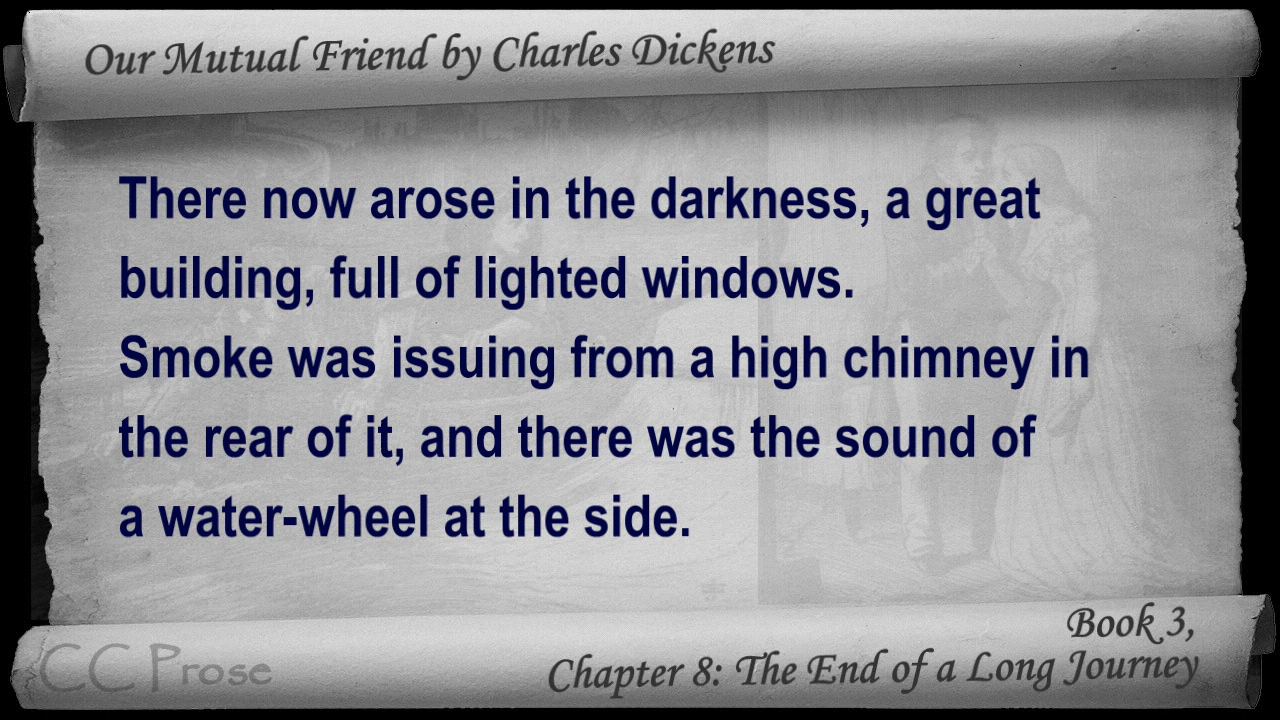 Our Mutual Friend by Charles Dickens
There now arose in the darkness, a great
building, full of lighted windows.
Smoke was issuing from a high chimney in
the rear of it, and there was the sound of
a water-wheel at the side.
Book 3,
Chapter 8: The End of a Long Journey
CC Prose